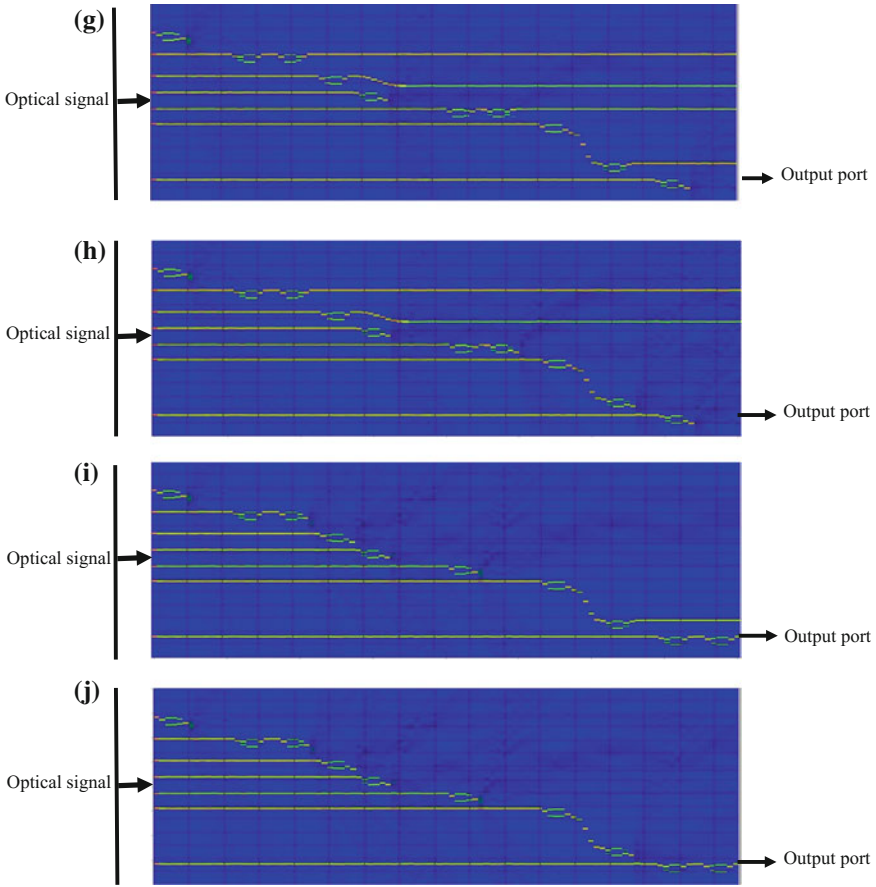 (g)
Optical signal
Output port
(h)
Optical signal
Output port
(i)
Optical signal
Output port
(j)
Optical signal
Output port